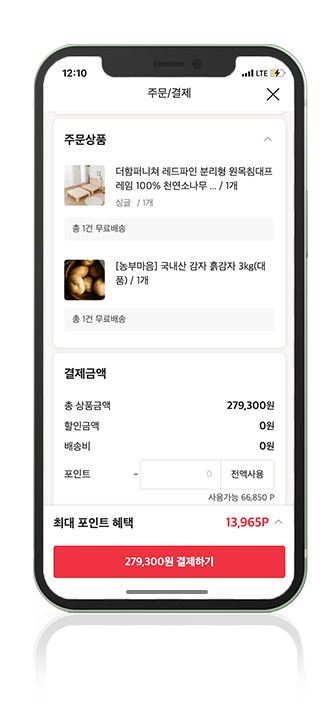 12:10
LTE
주문/결제
주문상품
더함퍼니쳐 레드파인 분리형 원목침대프
레임 100% 천연소나무 ... / 1개
싱글 / 1개
총 1건 무료배송
[농부마음] 국내산 감자 흙감자 3kg(대
품) / 1개
총 1건 무료배송
결제금액
총 상품금액 279,300원
할인금액 0원
배송비 0원
포인트 - 0 전액사용
사용가능 66,850 P
최대 포인트 혜택 13,965P
279,300원 결제하기